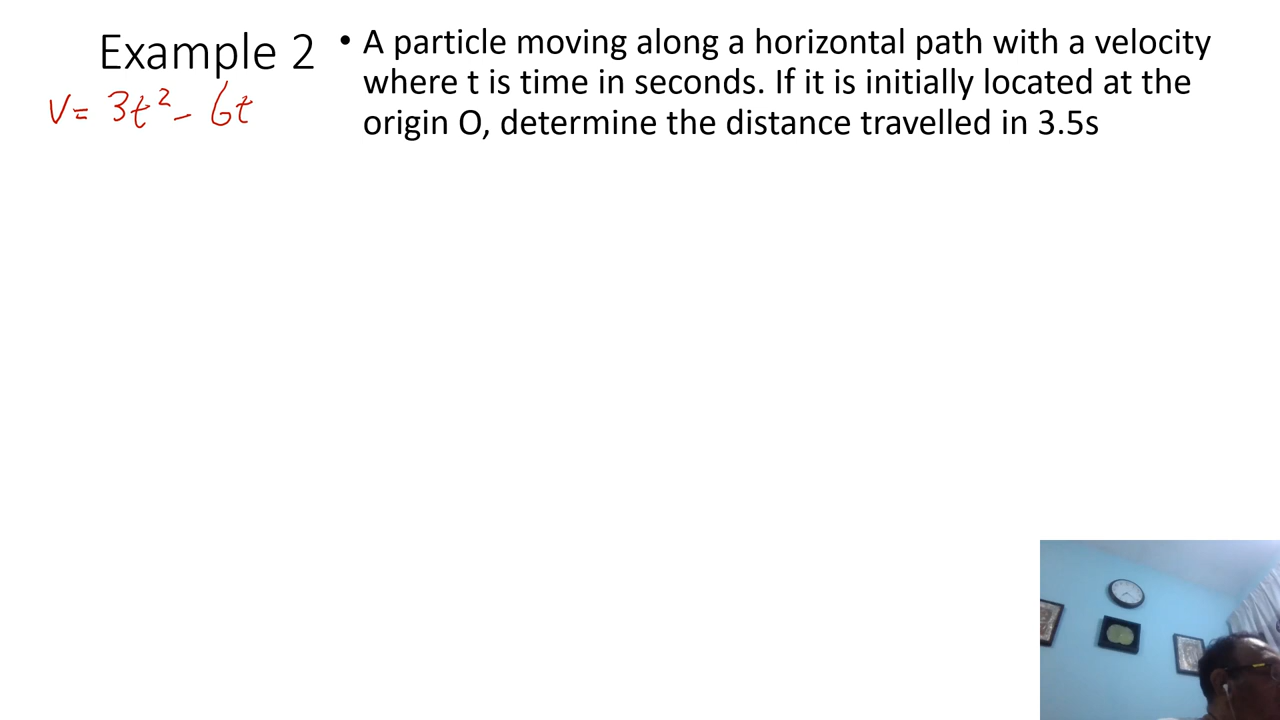 Example 2
v= 3t² - 6t
• A particle moving along a horizontal path with a velocity
where t is time in seconds. If it is initially located at the
origin O, determine the distance travelled in 3.5s